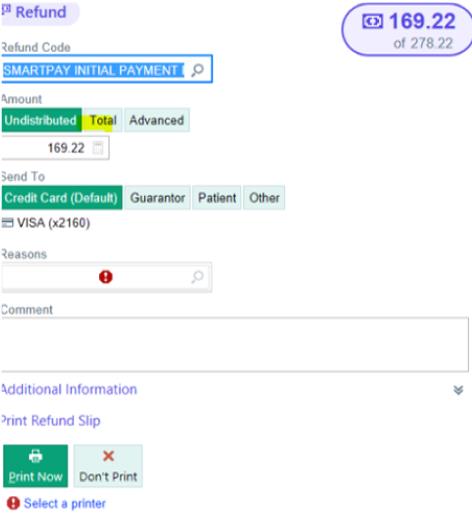 Refund
169.22
of 278.22
Refund Code
SMARTPAY INITIAL PAYMENT
Amount
Undistributed Total Advanced
169.22
Send To
Credit Card (Default) Guarantor Patient Other
VISA (x2160)
Reasons
Comment
Additional Information
Print Refund Slip
Print Now Don't Print
Select a printer